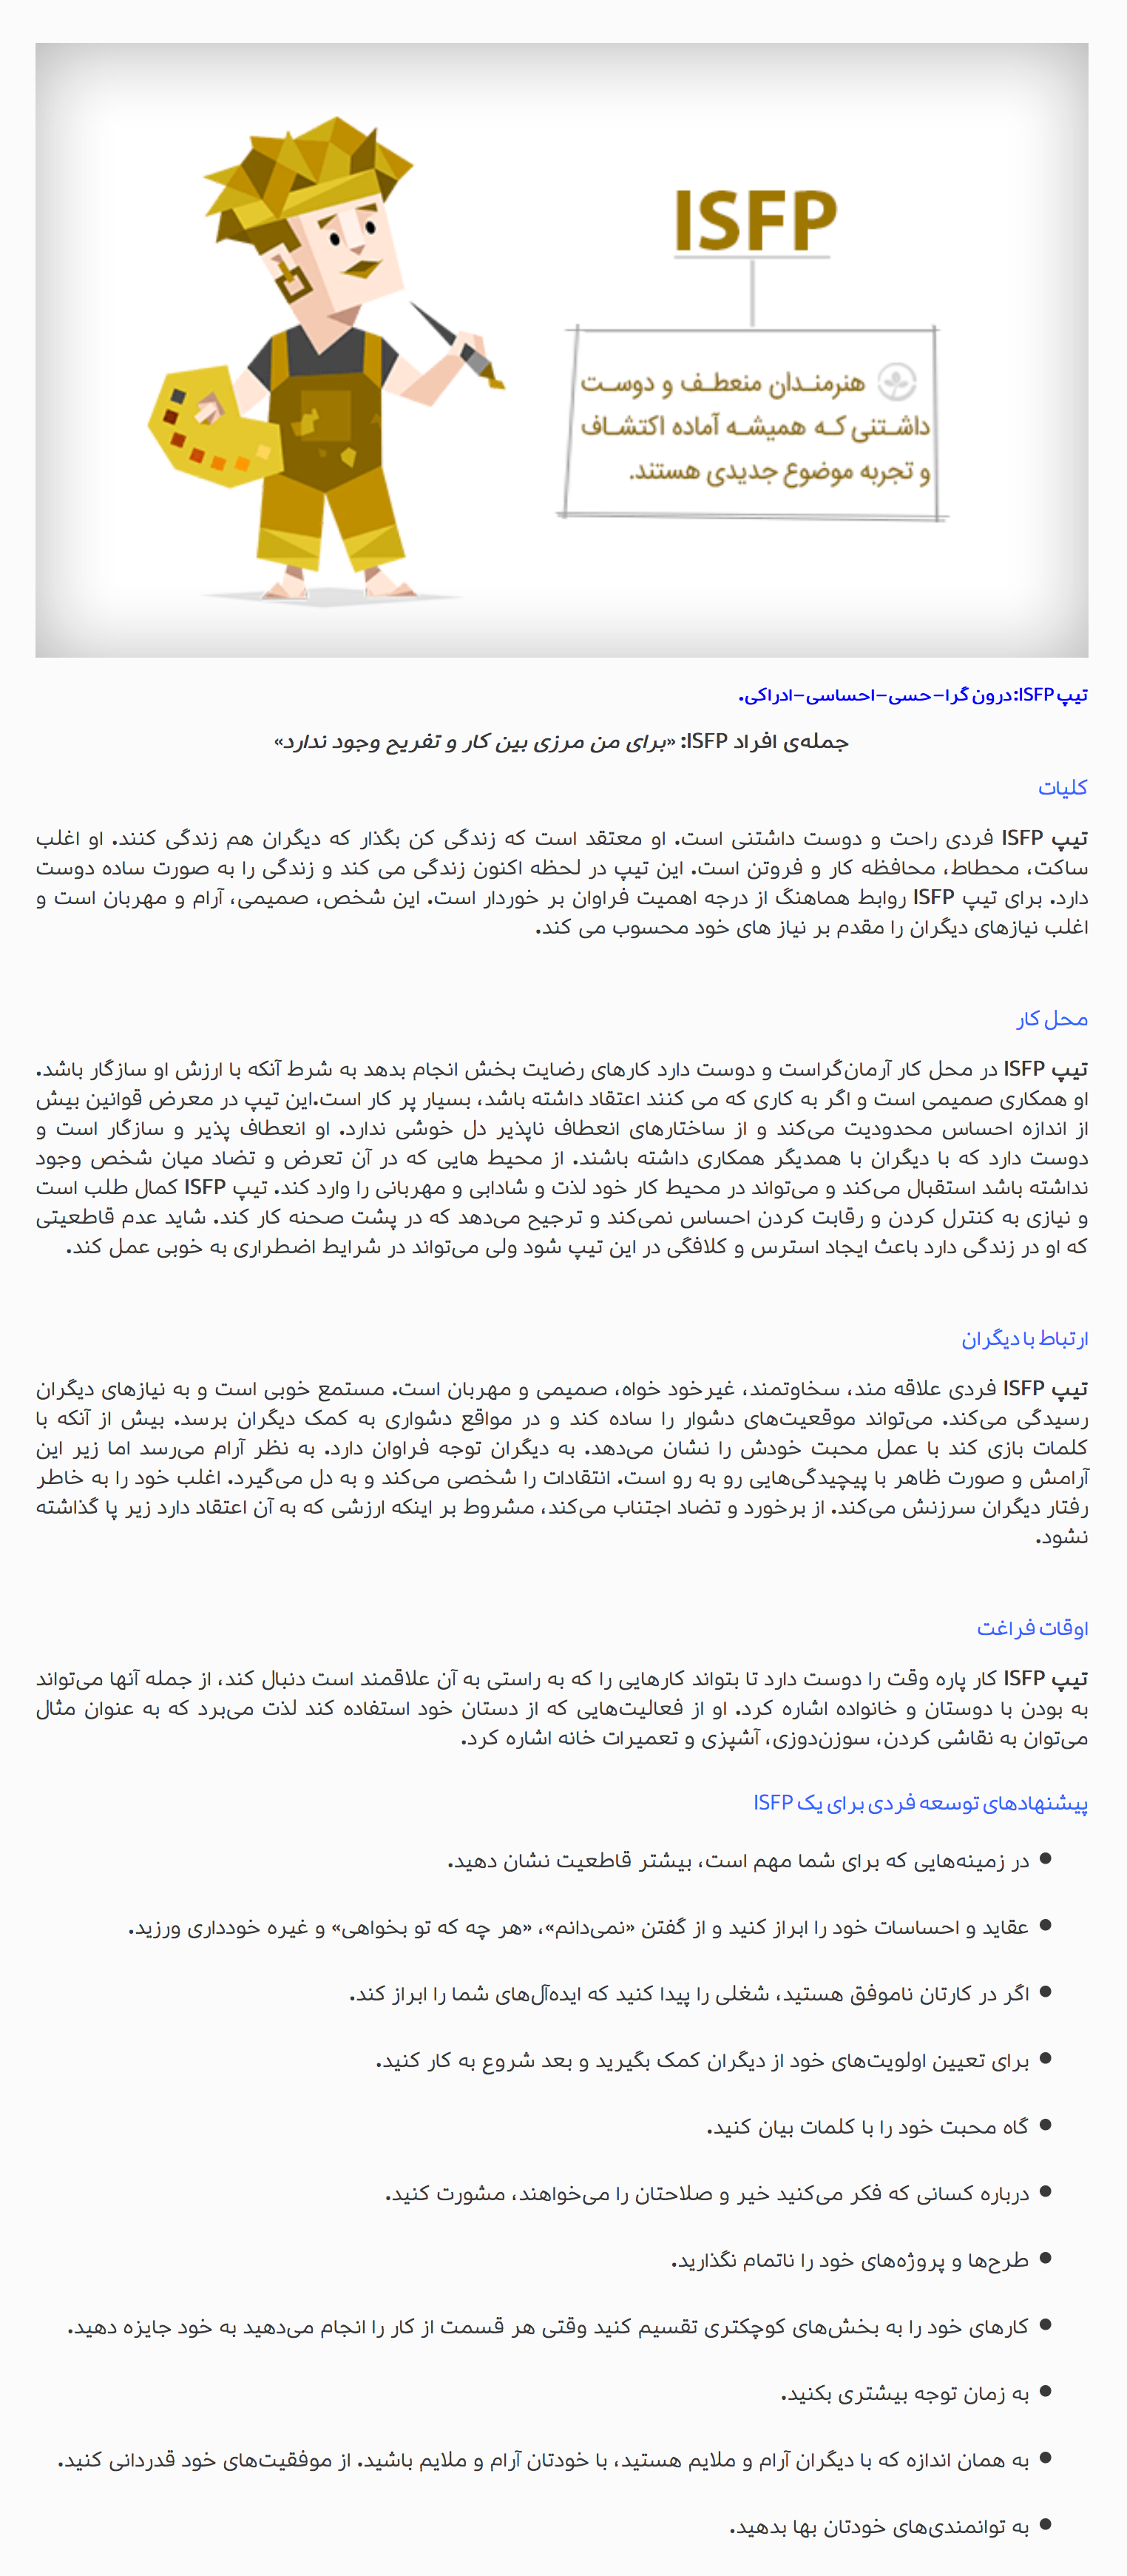 ISFP
هنرمنـدان منعطـف و دوسـت
داشـتنی کـه همیشـه آماده اکتشـاف
و تجربه موضوع جدیدی هستند.
تیپ ISFP:درون گرا–حسی–احساسی–ادراکی.
جمله‌ی افراد ISFP: «برای من مرزی بین کار و تفریح وجود ندارد»
کلیات
تیپ ISFP فردی راحت و دوست داشتنی است. او معتقد است که زندگی کن بگذار که دیگران هم زندگی کنند. او اغلب
ساکت، محطاط، محافظه کار و فروتن است. این تیپ در لحظه اکنون زندگی می کند و زندگی را به صورت ساده دوست
دارد. برای تیپ ISFP روابط هماهنگ از درجه اهمیت فراوان بر خوردار است. این شخص، صمیمی، آرام و مهربان است و
اغلب نیازهای دیگران را مقدم بر نیاز های خود محسوب می کند.
محل کار
تیپ ISFP در محل کار آرمان‌گراست و دوست دارد کارهای رضایت بخش انجام بدهد به شرط آنکه با ارزش او سازگار باشد.
او همکاری صمیمی است و اگر به کاری که می کنند اعتقاد داشته باشد، بسیار پر کار است.این تیپ در معرض قوانین بیش
از اندازه احساس محدودیت می‌کند و از ساختارهای انعطاف ناپذیر دل خوشی ندارد. او انعطاف پذیر و سازگار است و
دوست دارد که با دیگران با همدیگر همکاری داشته باشند. از محیط هایی که در آن تعرض و تضاد میان شخص وجود
نداشته باشد استقبال می‌کند و می‌تواند در محیط کار خود لذت و شادابی و مهربانی را وارد کند. تیپ ISFP کمال طلب است
و نیازی به کنترل کردن و رقابت کردن احساس نمی‌کند و ترجیح می‌دهد که در پشت صحنه کار کند. شاید عدم قاطعیتی
که او در زندگی دارد باعث ایجاد استرس و کلافگی در این تیپ شود ولی می‌تواند در شرایط اضطراری به خوبی عمل کند.
ارتباط با دیگران
تیپ ISFP فردی علاقه مند، سخاوتمند، غیرخود خواه، صمیمی و مهربان است. مستمع خوبی است و به نیازهای دیگران
رسیدگی می‌کند. می‌تواند موقعیت‌های دشوار را ساده کند و در مواقع دشواری به کمک دیگران برسد. بیش از آنکه با
کلمات بازی کند با عمل محبت خودش را نشان می‌دهد. به دیگران توجه فراوان دارد. به نظر آرام می‌رسد اما زیر این
آرامش و صورت ظاهر با پیچیدگی‌هایی رو به رو است. انتقادات را شخصی می‌کند و به دل می‌گیرد. اغلب خود را به خاطر
رفتار دیگران سرزنش می‌کند. از برخورد و تضاد اجتناب می‌کند، مشروط بر اینکه ارزشی که به آن اعتقاد دارد زیر پا گذاشته
نشود.
اوقات فراغت
تیپ ISFP کار پاره وقت را دوست دارد تا بتواند کارهایی را که به راستی به آن علاقمند است دنبال کند، از جمله آنها می‌تواند
به بودن با دوستان و خانواده اشاره کرد. او از فعالیت‌هایی که از دستان خود استفاده کند لذت می‌برد که به عنوان مثال
می‌توان به نقاشی کردن، سوزن‌دوزی، آشپزی و تعمیرات خانه اشاره کرد.
پیشنهادهای توسعه فردی برای یک ISFP
● در زمینه‌هایی که برای شما مهم است، بیشتر قاطعیت نشان دهید.
● عقاید و احساسات خود را ابراز کنید و از گفتن «نمی‌دانم»، «هر چه که تو بخواهی» و غیره خودداری ورزید.
● اگر در کارتان ناموفق هستید، شغلی را پیدا کنید که ایده‌آل‌های شما را ابراز کند.
● برای تعیین اولویت‌های خود از دیگران کمک بگیرید و بعد شروع به کار کنید.
● گاه محبت خود را با کلمات بیان کنید.
● درباره کسانی که فکر می‌کنید خیر و صلاحتان را می‌خواهند، مشورت کنید.
● طرح‌ها و پروژه‌های خود را ناتمام نگذارید.
● کارهای خود را به بخش‌های کوچکتری تقسیم کنید وقتی هر قسمت از کار را انجام می‌دهید به خود جایزه دهید.
● به زمان توجه بیشتری بکنید.
● به همان اندازه که با دیگران آرام و ملایم هستید، با خودتان آرام و ملایم باشید. از موفقیت‌های خود قدردانی کنید.
● به توانمندی‌های خودتان بها بدهید.